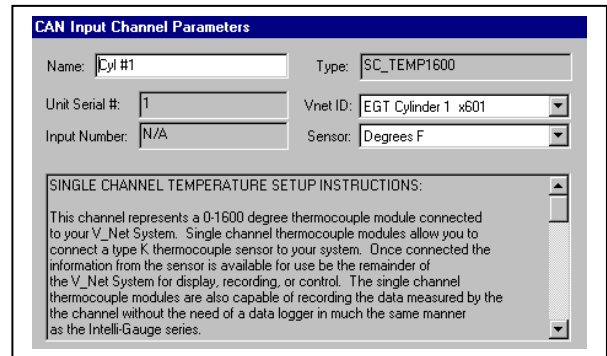 CAN Input Channel Parameters
Name: Cyl #1 Type: SC_TEMP1600
Unit Serial #: 1 Vnet ID: EGT Cylinder 1 x601
Input Number: N/A Sensor: Degrees F
SINGLE CHANNEL TEMPERATURE SETUP INSTRUCTIONS:
This channel represents a 0-1600 degree thermocouple module connected
to your V_Net System. Single channel thermocouple modules allow you to
connect a type K thermocouple sensor to your system. Once connected the
information from the sensor is available for use be the remainder of
the V_Net System for display, recording, or control. The single channel
thermocouple modules are also capable of recording the data measured by the
the channel without the need of a data logger in much the same manner
as the Intelli-Gauge series.